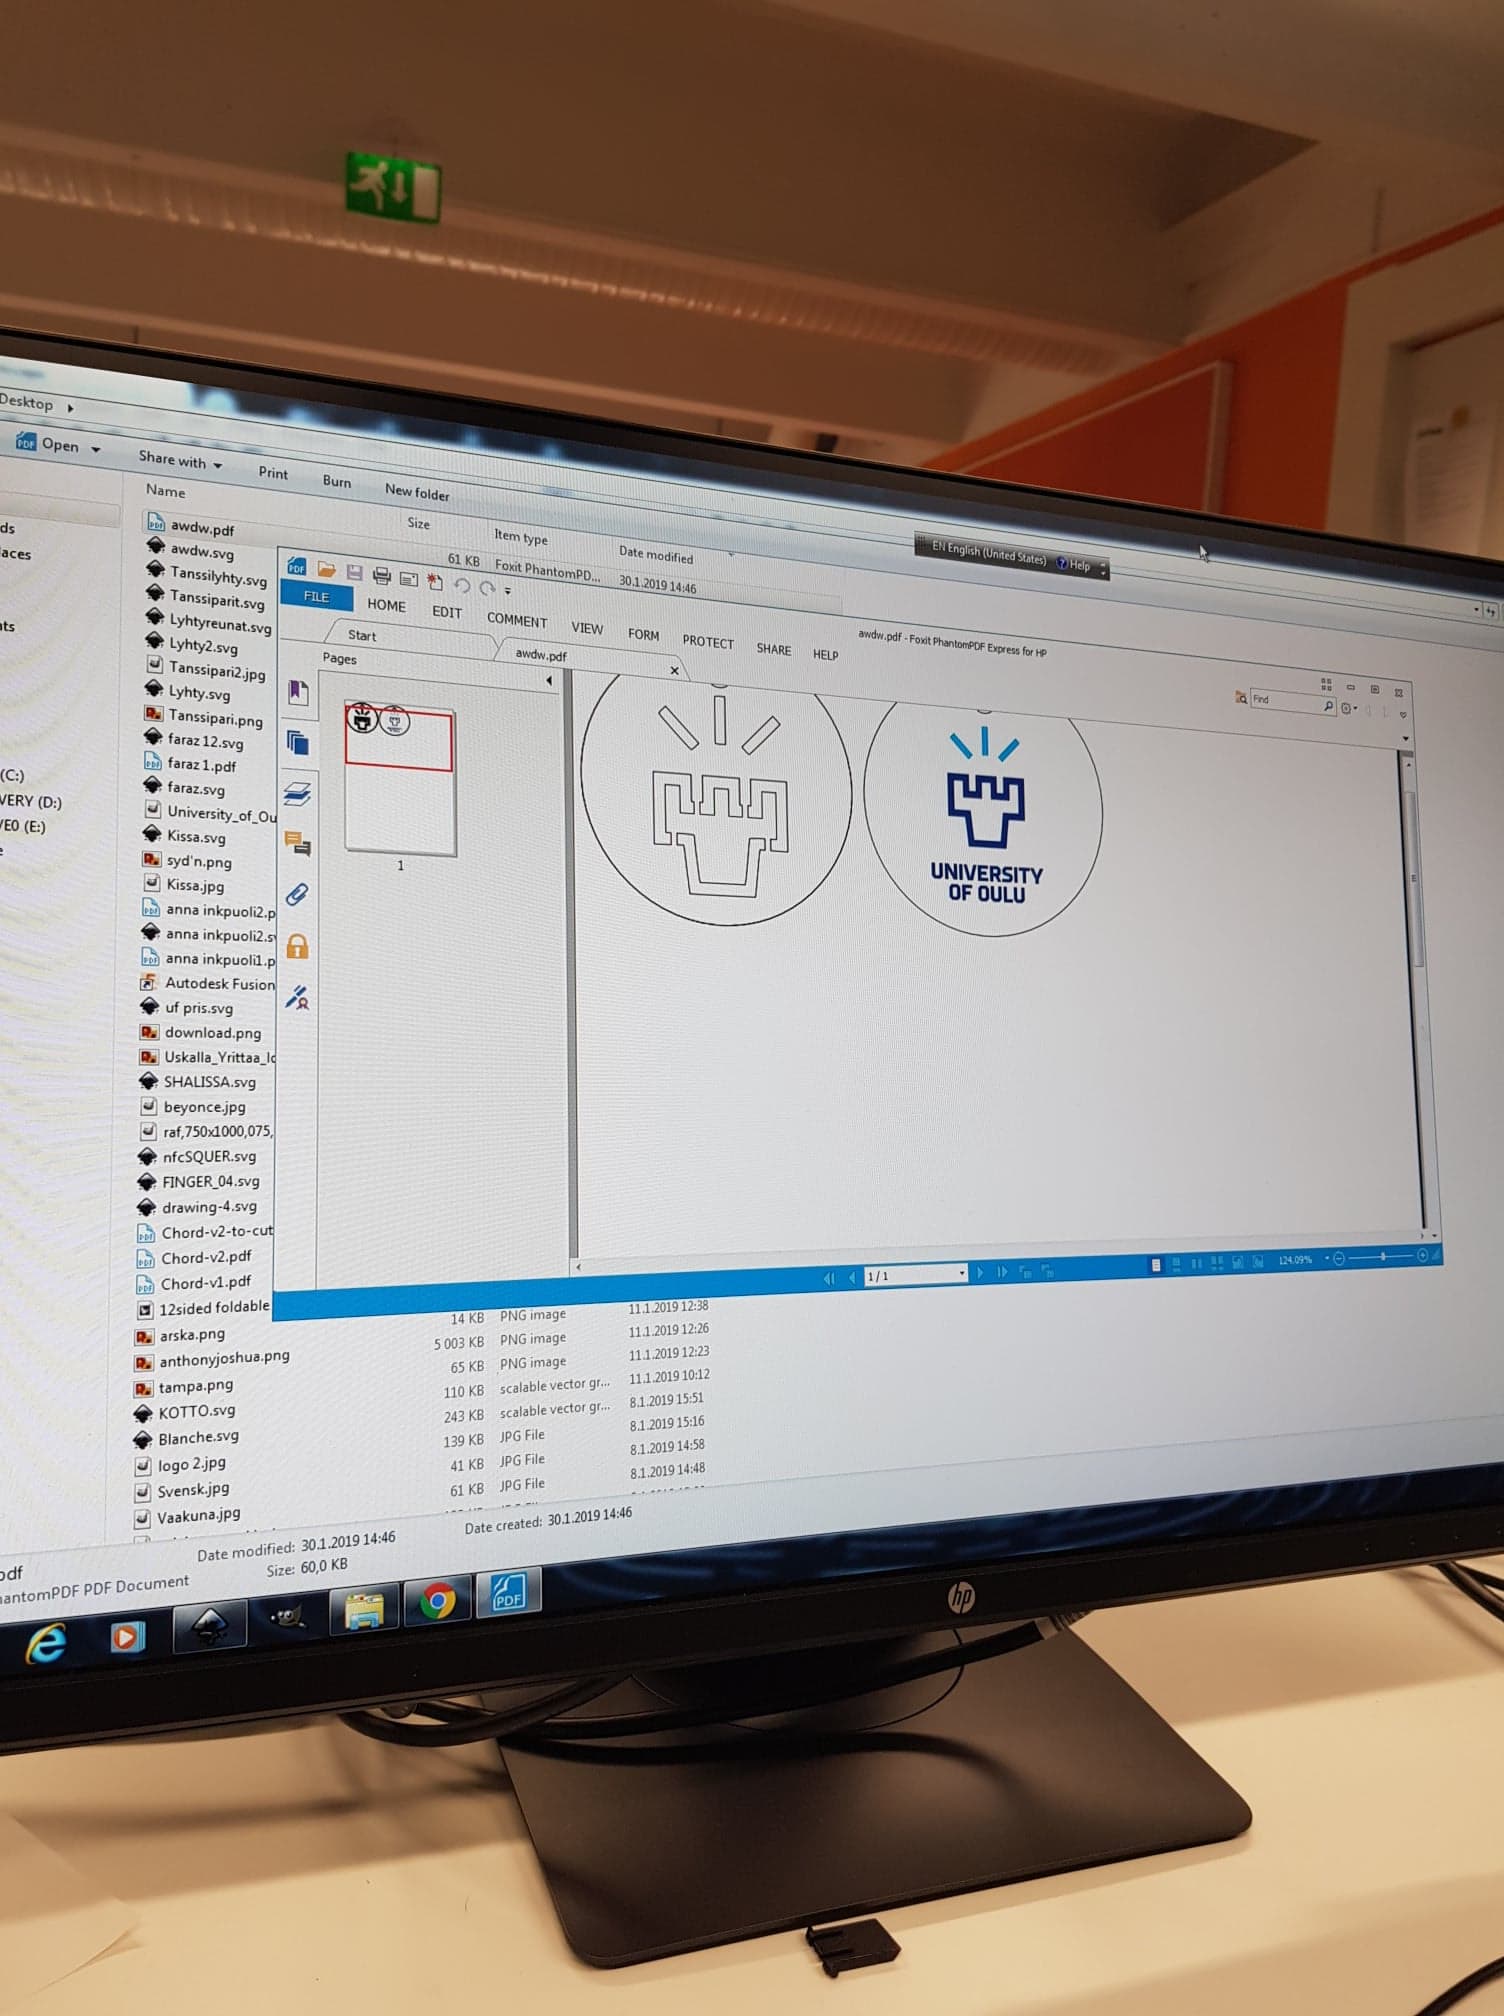 Desktop
Open
Share with
Print
Burn
New folder
Name
Size
Item type
Date modified
ds
aces
nts
(C:)
VERY (D:)
VE0 (E:)
awdw.pdf
61 KB
Foxit PhantomPD...
30.1.2019 14:46
awdw.svg
Tanssilyhty.svg
Tanssiparit.svg
Lyhtyreunat.svg
Lyhty2.svg
Tanssipari2.jpg
Lyhty.svg
Tanssipari.png
faraz 12.svg
faraz 1.pdf
faraz.svg
University_of_Ou
Kissa.svg
syd'n.png
Kissa.jpg
anna inkpuoli2.p
anna inkpuoli2.s
anna inkpuoli1.p
Autodesk Fusion
uf pris.svg
download.png
Uskalla_Yrittaa_lo
SHALISSA.svg
beyonce.jpg
raf,750x1000,075,
nfcSQUER.svg
FINGER_04.svg
drawing-4.svg
Chord-v2-to-cut
Chord-v2.pdf
Chord-v1.pdf
12sided foldable
arska.png
anthonyjoshua.png
tampa.png
KOTTO.svg
Blanche.svg
logo 2.jpg
Svensk.jpg
Vaakuna.jpg
EN English (United States)
? Help
awdw.pdf - Foxit PhantomPDF Express for HP
PDF
FILE
HOME
EDIT
COMMENT
VIEW
FORM
PROTECT
SHARE
HELP
Find
Start
awdw.pdf
Pages
1
UNIVERSITY
OF OULU
1 / 1
124.09%
14 KB PNG image 11.1.2019 12:38
5 003 KB PNG image 11.1.2019 12:26
65 KB PNG image 11.1.2019 12:23
110 KB scalable vector gr... 11.1.2019 10:12
243 KB scalable vector gr... 8.1.2019 15:51
139 KB JPG File 8.1.2019 15:16
41 KB JPG File 8.1.2019 14:58
61 KB JPG File 8.1.2019 14:48
pdf
Date modified: 30.1.2019 14:46
Date created: 30.1.2019 14:46
hantomPDF PDF Document
Size: 60,0 KB
PDF
hp